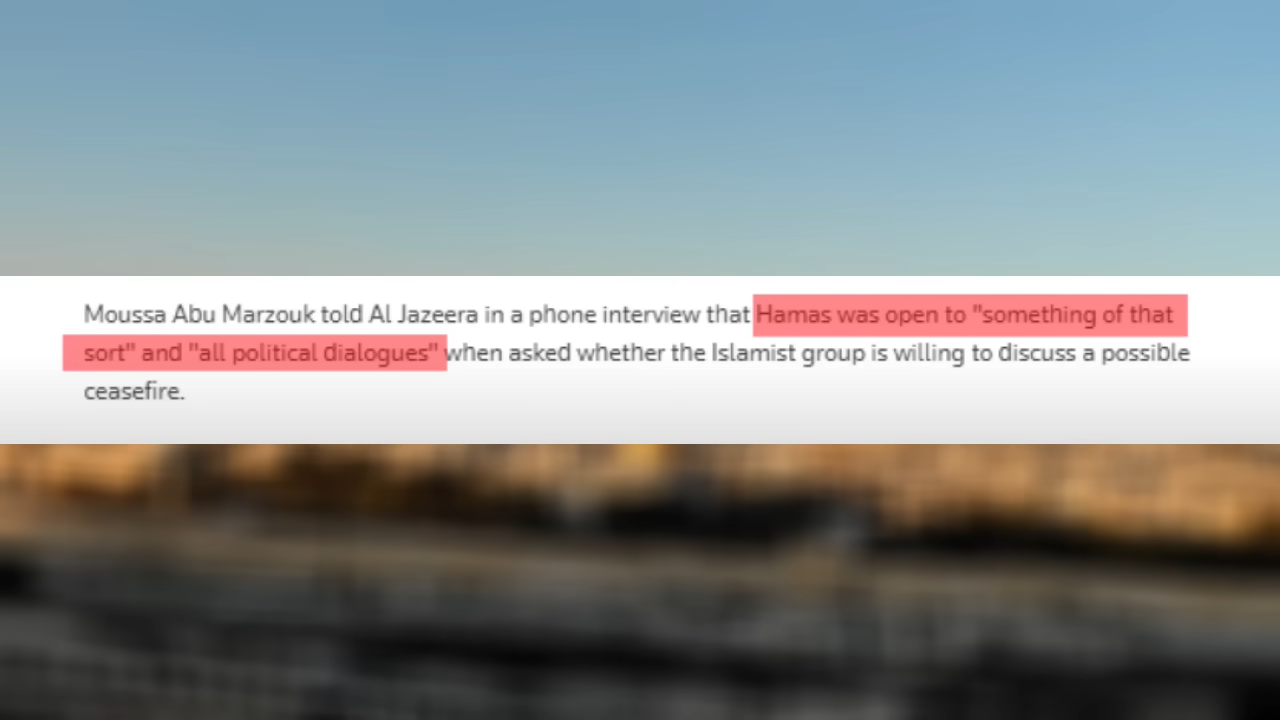 Moussa Abu Marzouk told Al Jazeera in a phone interview that Hamas was open to "something of that
sort" and "all political dialogues" when asked whether the Islamist group is willing to discuss a possible
ceasefire.